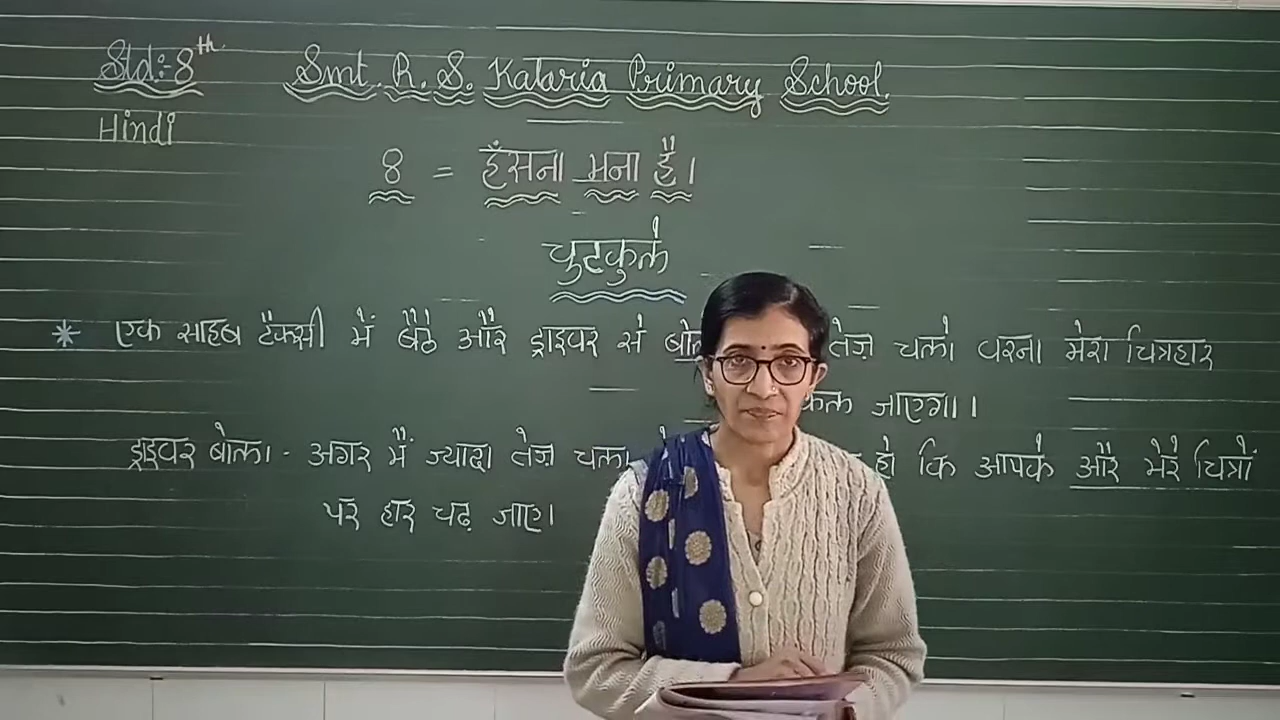 Std:- 8th.
Smt. R. S. Kataria Primary School.
Hindi
8 = हँसना मना है।
चुटकुले
* एक साहब टैक्सी में बैठे और ड्राइवर से तेज़ चलो वरना मेरा चित्रहार
जाएगा।
ड्राइवर बोला - अगर मैं ज्यादा तेज़ चला हो कि आपके और मेरे चित्रों
पर हार चढ़ जाए।